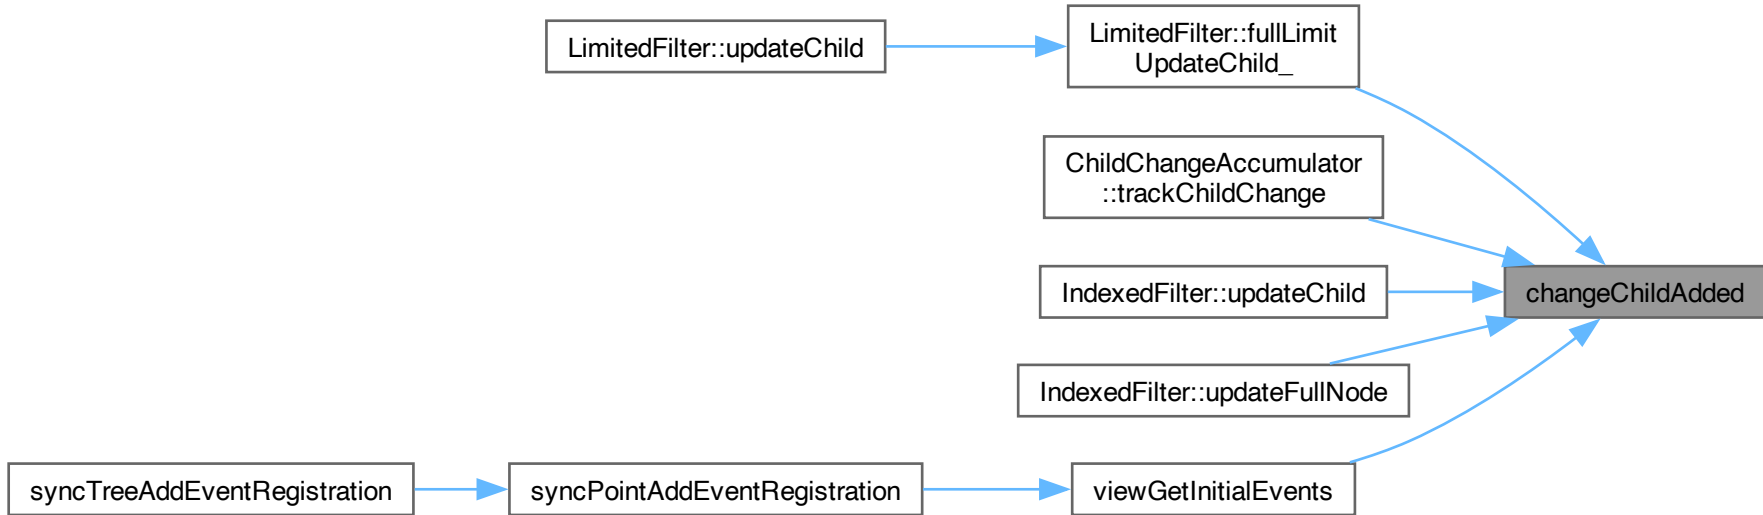 LimitedFilter::updateChild
LimitedFilter::fullLimit
UpdateChild_
ChildChangeAccumulator
::trackChildChange
IndexedFilter::updateChild
changeChildAdded
IndexedFilter::updateFullNode
syncTreeAddEventRegistration
syncPointAddEventRegistration
viewGetInitialEvents